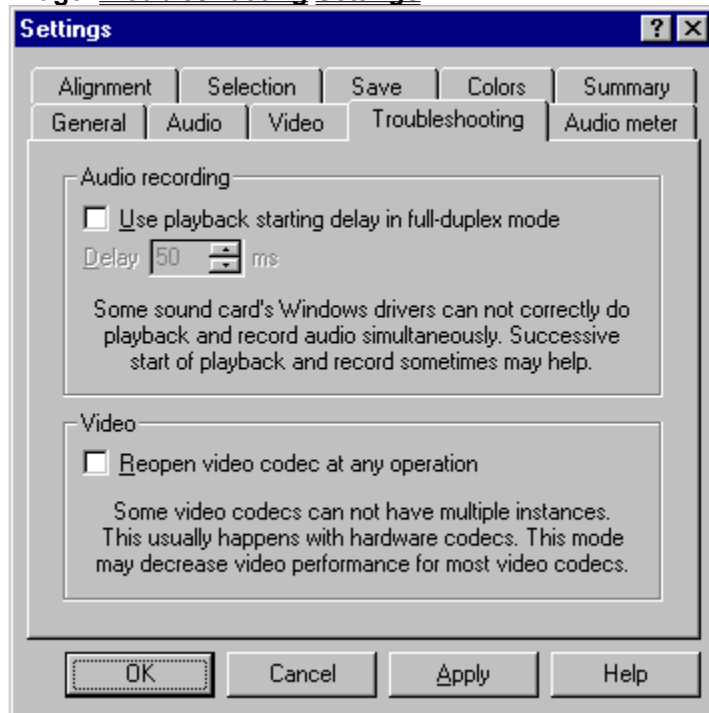 Settings
Alignment Selection Save Colors Summary
General Audio Video Troubleshooting Audio meter
Audio recording
Use playback starting delay in full-duplex mode
Delay 50 ms
Some sound card's Windows drivers can not correctly do
playback and record audio simultaneously. Successive
start of playback and record sometimes may help.
Video
Reopen video codec at any operation
Some video codecs can not have multiple instances.
This usually happens with hardware codecs. This mode
may decrease video performance for most video codecs.
OK Cancel Apply Help